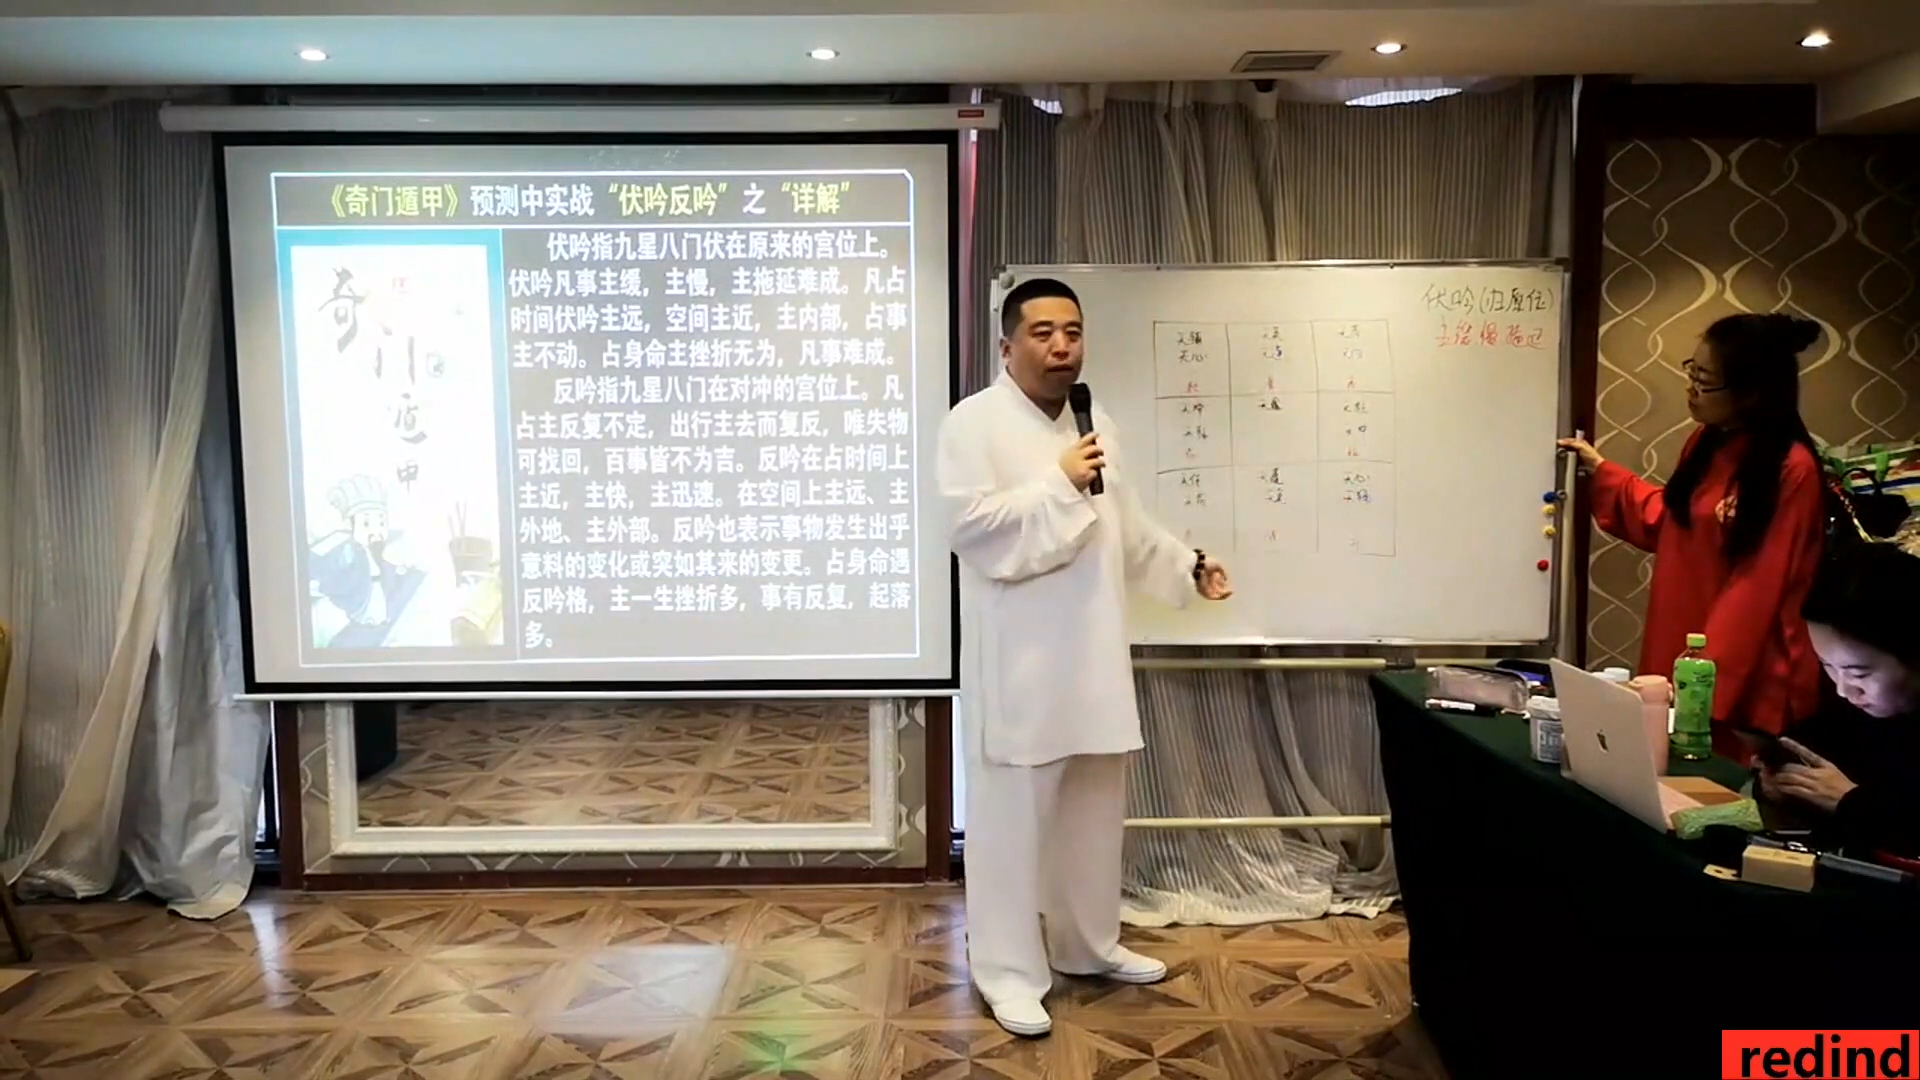 《奇门遁甲》预测中实战“伏吟反吟”之“详解”
奇
门
遁
甲
伏吟指九星八门伏在原来的宫位上。
伏吟凡事主缓，主慢，主拖延难成。凡占
时间伏吟主远，空间主近，主内部，占事
主不动。占身命主挫折无为，凡事难成。
反吟指九星八门在对冲的宫位上。凡
占主反复不定，出行主去而复反，唯失物
可找回，百事皆不为吉。反吟在占时间上
主近，主快，主迅速。在空间上主远、主
外地、主外部。反吟也表示事物发生出乎
意料的变化或突如其来的变更。占身命遇
反吟格，主一生挫折多，事有反复，起落
多。
伏吟(归原位)
天辅
天心
天任
redind